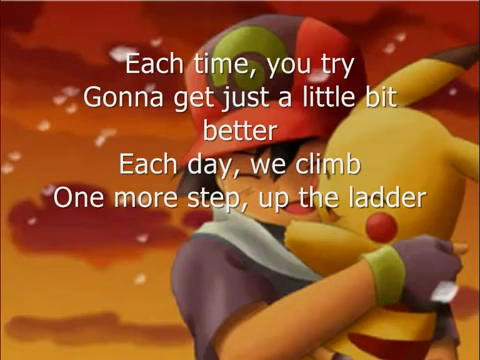 Each time, you try
Gonna get just a little bit
better
Each day, we climb
One more step, up the ladder